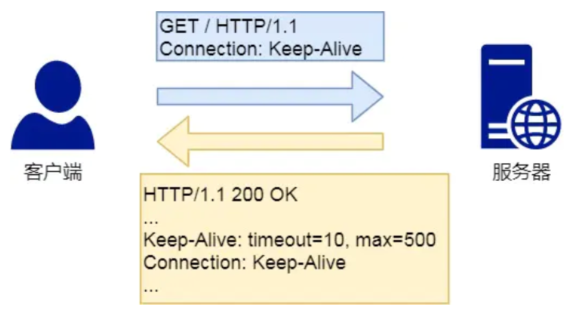 GET / HTTP/1.1
Connection: Keep-Alive
客户端
服务器
HTTP/1.1 200 OK
...
Keep-Alive: timeout=10, max=500
Connection: Keep-Alive
...